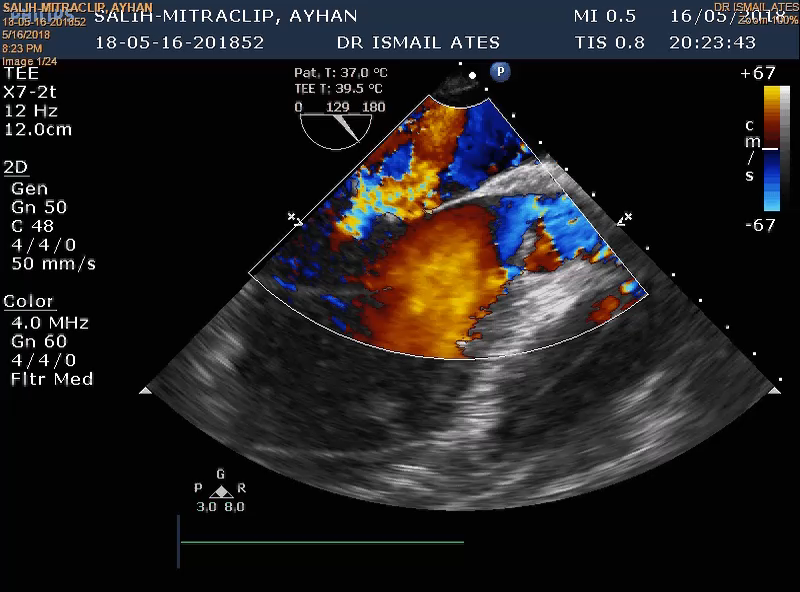 SALIH-MITRACLIP, AYHAN
18-05-16-201852
5/16/2018
8:23 PM
Image 1/24
DR ISMAIL ATES
Zoom 100%
SALIH-MITRACLIP, AYHAN MI 0.5 16/05/2018
18-05-16-201852 DR ISMAIL ATES TIS 0.8 20:23:43
TEE
X7-2t
12 Hz
12.0cm
2D
Gen
Gn 50
C 48
4/4/0
50 mm/s
Color
4.0 MHz
Gn 60
4/4/0
Fltr Med
Pat. T: 37.0 °C
TEE T: 39.5 °C
0 129 180
P
+67
cm/s
-67
G
P R
3.0 8.0